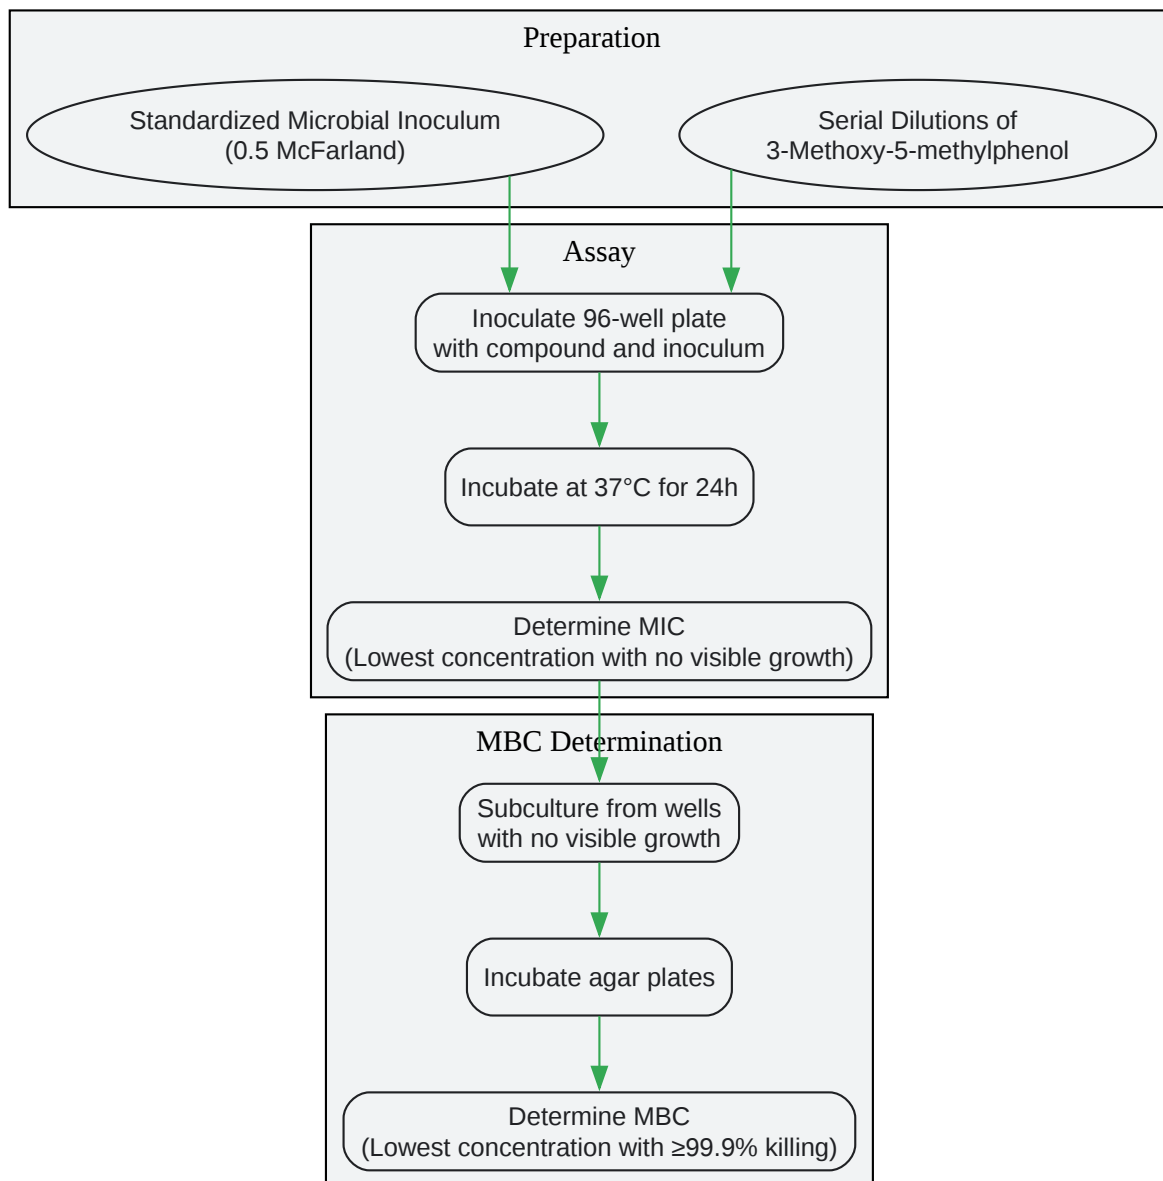 Preparation
Standardized Microbial Inoculum
(0.5 McFarland)
Serial Dilutions of
3-Methoxy-5-methylphenol
Assay
Inoculate 96-well plate
with compound and inoculum
Incubate at 37°C for 24h
Determine MIC
(Lowest concentration with no visible growth)
MBC Determination
Subculture from wells
with no visible growth
Incubate agar plates
Determine MBC
(Lowest concentration with ≥99.9% killing)